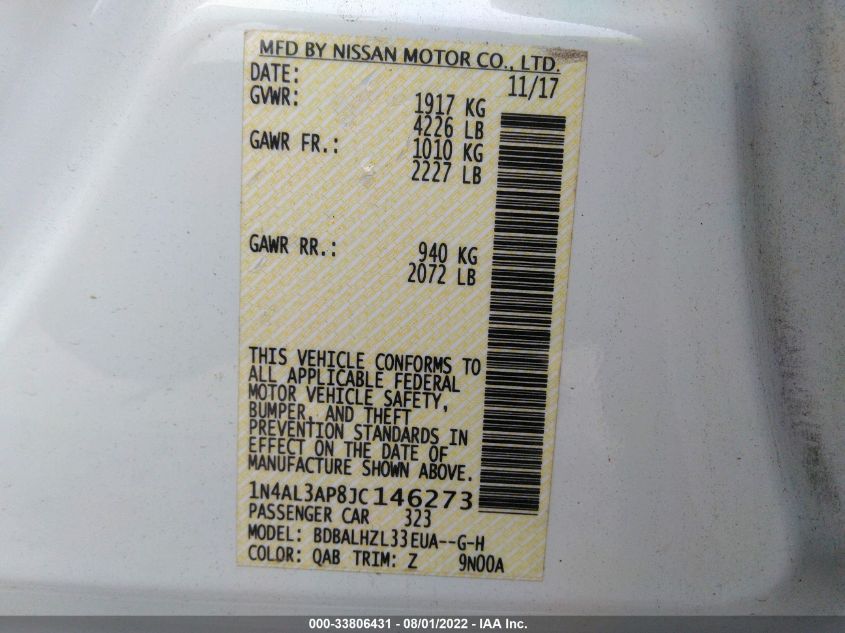 MFD BY NISSAN MOTOR CO., LTD.
DATE: 11/17
GVWR: 1917 KG
4226 LB
GAWR FR.: 1010 KG
2227 LB
GAWR RR.: 940 KG
2072 LB
THIS VEHICLE CONFORMS TO
ALL APPLICABLE FEDERAL
MOTOR VEHICLE SAFETY,
BUMPER, AND THEFT
PREVENTION STANDARDS IN
EFFECT ON THE DATE OF
MANUFACTURE SHOWN ABOVE.
1N4AL3AP8JC146273
PASSENGER CAR 323
MODEL: BDBALHZL33EUA--G-H
COLOR: QAB TRIM: Z 9N00A
000-33806431 - 08/01/2022 - IAA Inc.